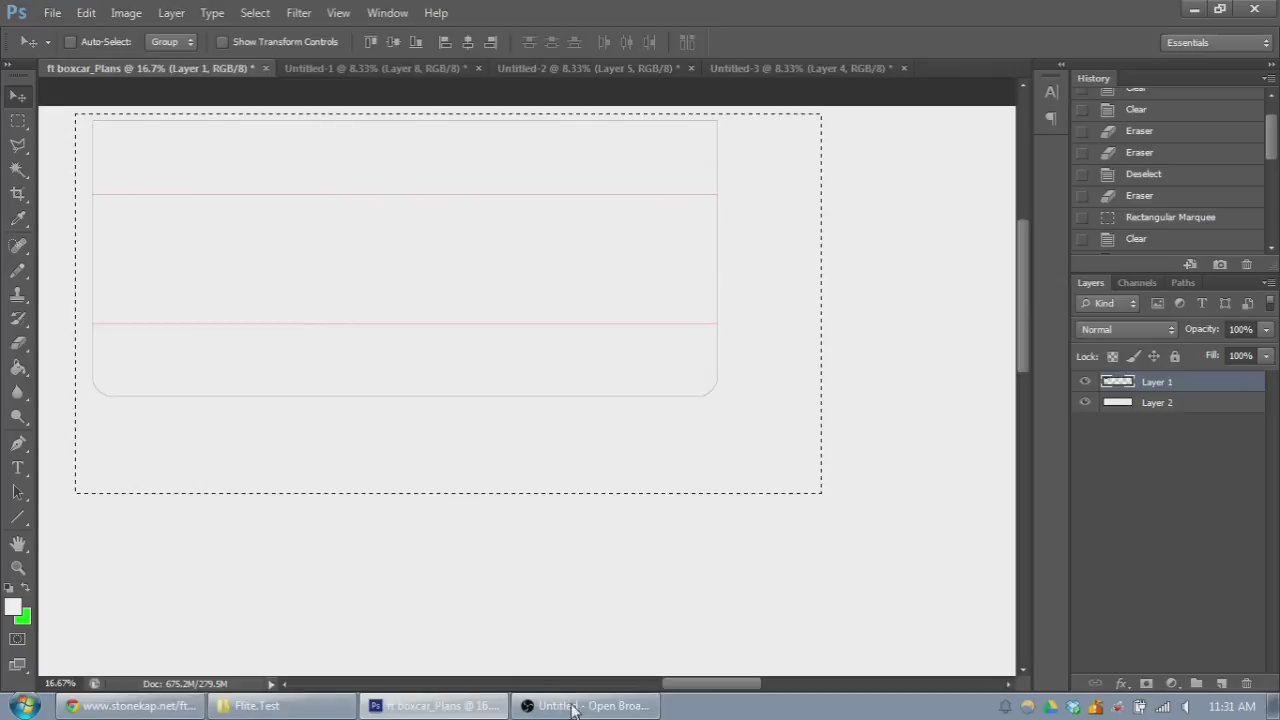 Ps File Edit Image Layer Type Select Filter View Window Help
Auto-Select: Group Show Transform Controls Essentials
ft boxcar_Plans @ 16.7% (Layer 1, RGB/8) * × Untitled-1 @ 8.33% (Layer 8, RGB/8) * × Untitled-2 @ 8.33% (Layer 5, RGB/8) * × Untitled-3 @ 8.33% (Layer 4, RGB/8) * ×
History
Clear
Clear
Eraser
Eraser
Deselect
Eraser
Rectangular Marquee
Clear
Layers Channels Paths
Kind
Normal Opacity: 100%
Lock: Fill: 100%
Layer 1
Layer 2
16.67% Doc: 675.2M/279.5M
www.stonekap.net/ft... Flite.Test Ps ft boxcar_Plans @ 16.... Untitled - Open Broa... 11:31 AM